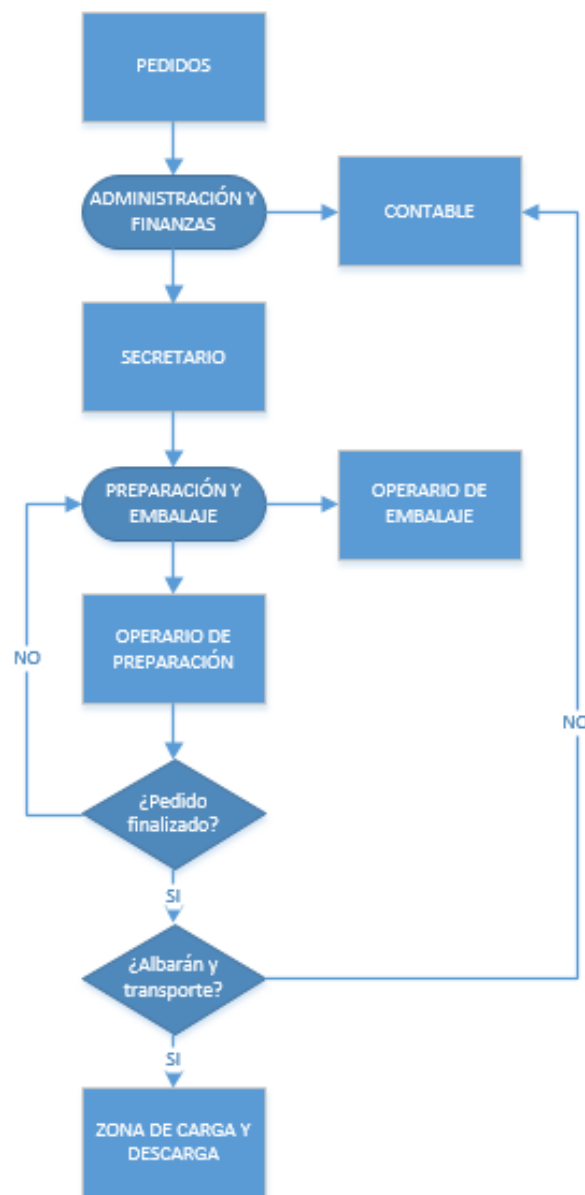 PEDIDOS
ADMINISTRACIÓN Y
FINANZAS
CONTABLE
SECRETARIO
PREPARACIÓN Y
EMBALAJE
OPERARIO DE
EMBALAJE
OPERARIO DE
PREPARACIÓN
NO
NO
¿Pedido
finalizado?
SI
¿Albarán y
transporte?
SI
ZONA DE CARGA Y
DESCARGA